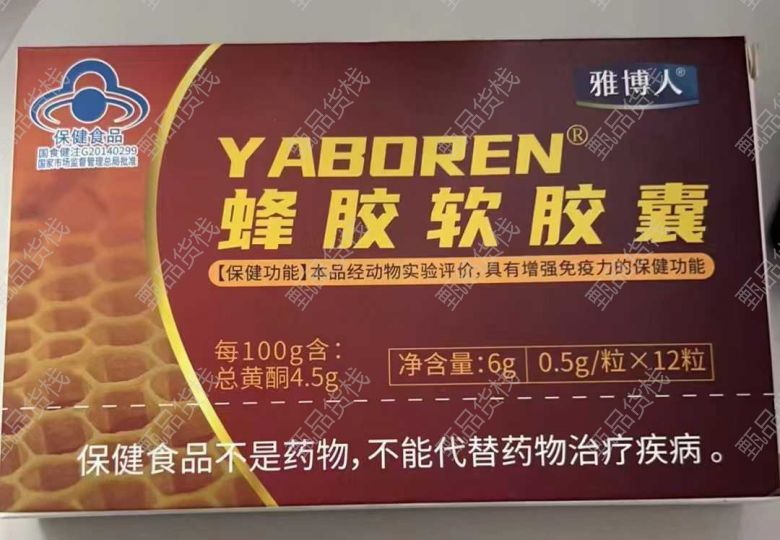 雅博人®
保健食品
国食健注G20140299
国家市场监督管理总局批准
YABOREN®
蜂胶软胶囊
【保健功能】本品经动物实验评价，具有增强免疫力的保健功能
每100g含：
总黄酮4.5g
净含量：6g 0.5g/粒×12粒
保健食品不是药物，不能代替药物治疗疾病。
甄品货栈